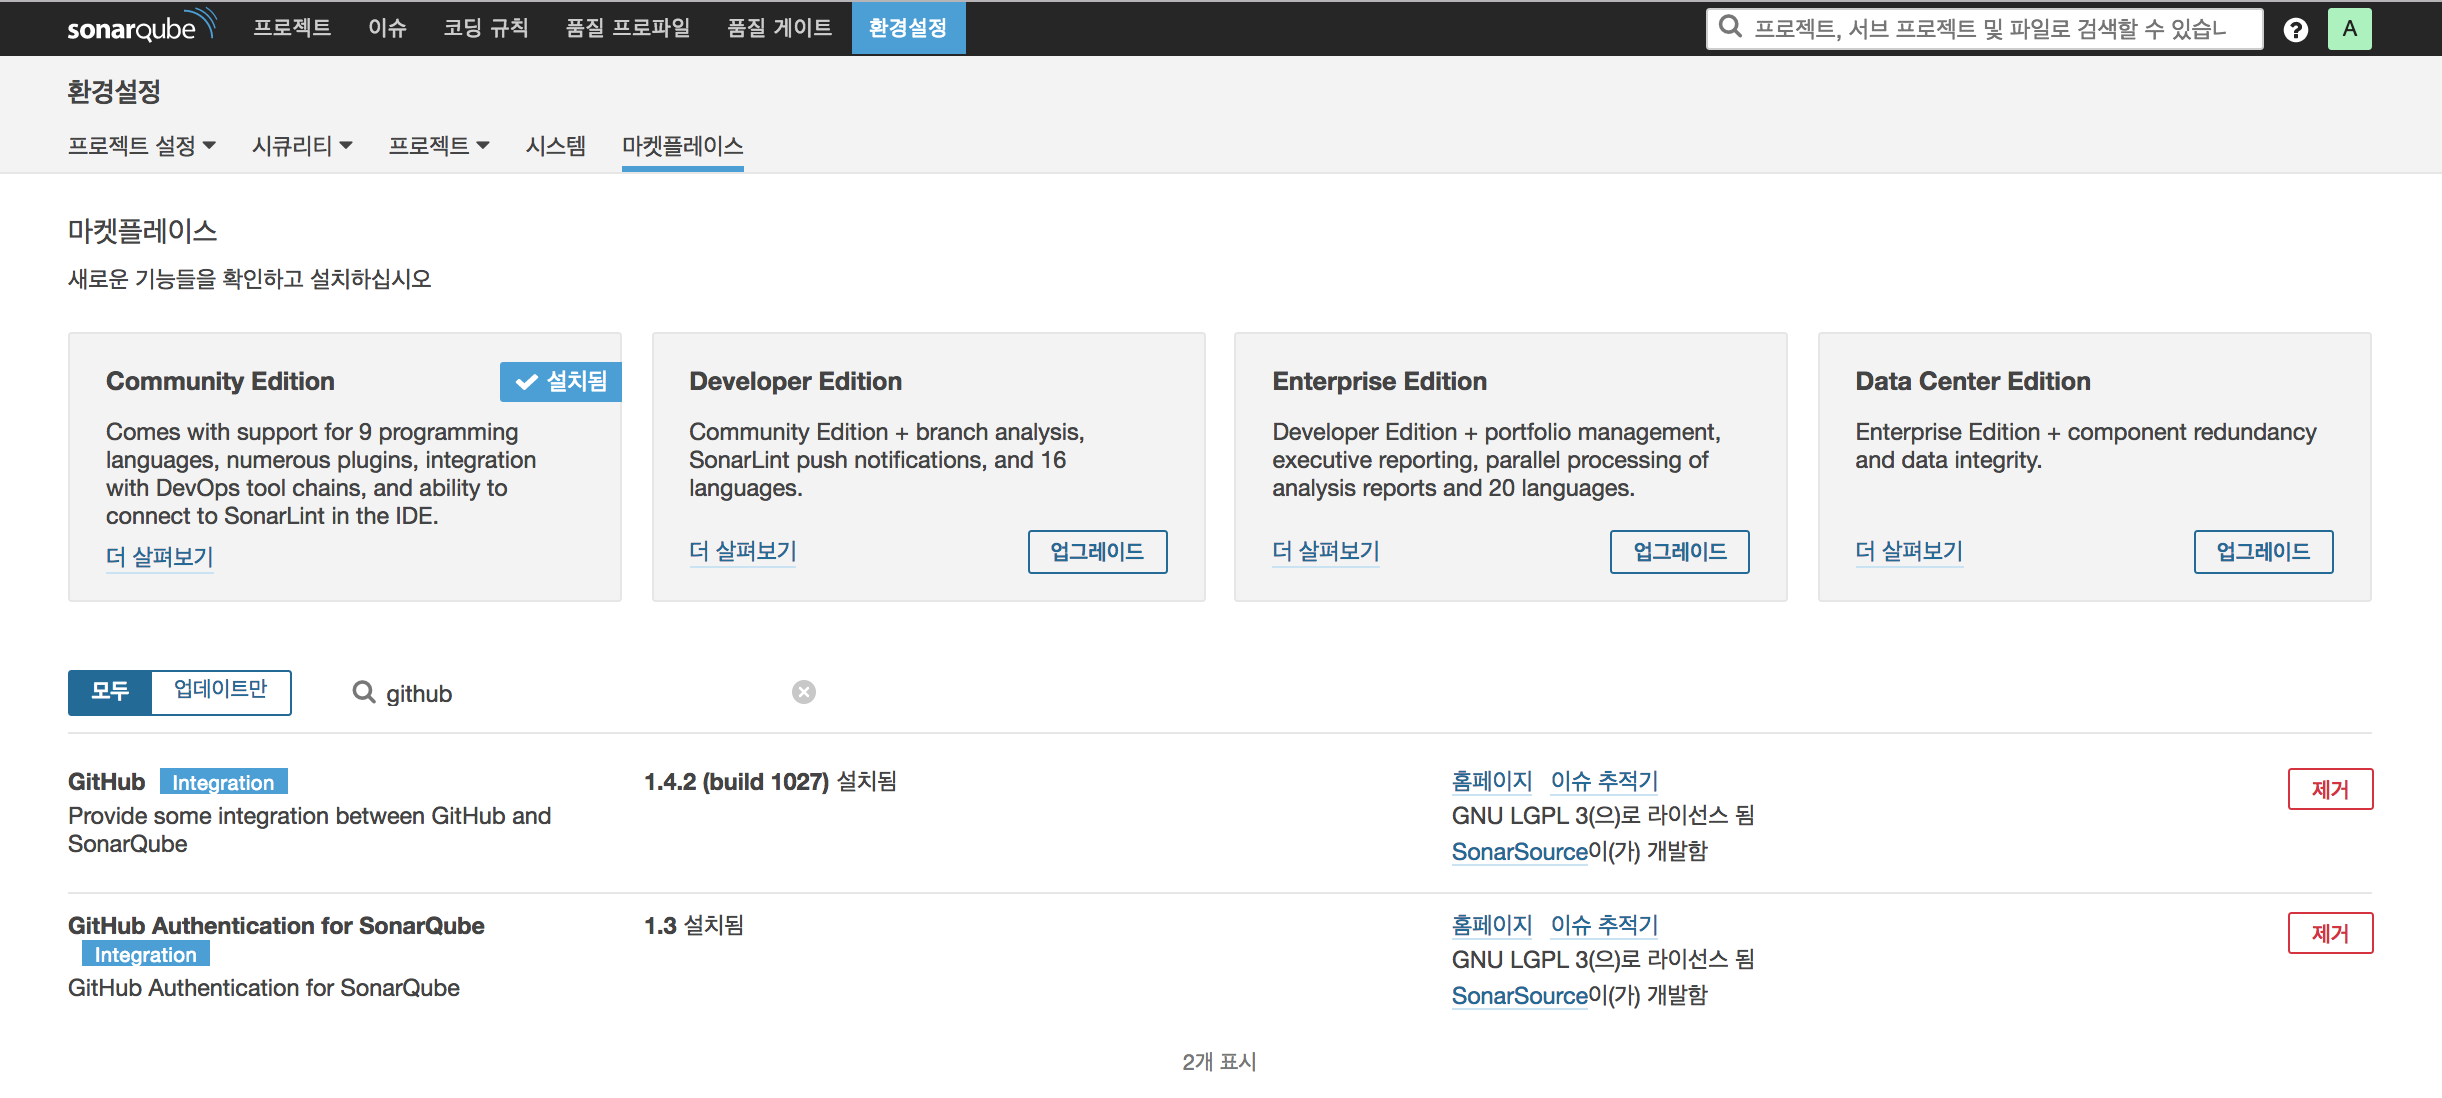 sonarqube 프로젝트 이슈 코딩 규칙 품질 프로파일 품질 게이트 환경설정 프로젝트, 서브 프로젝트 및 파일로 검색할 수 있습ㄴ ? A
환경설정
프로젝트 설정 시큐리티 프로젝트 시스템 마켓플레이스
마켓플레이스
새로운 기능들을 확인하고 설치하십시오
Community Edition 설치됨
Comes with support for 9 programming
languages, numerous plugins, integration
with DevOps tool chains, and ability to
connect to SonarLint in the IDE.
더 살펴보기
Developer Edition
Community Edition + branch analysis,
SonarLint push notifications, and 16
languages.
더 살펴보기 업그레이드
Enterprise Edition
Developer Edition + portfolio management,
executive reporting, parallel processing of
analysis reports and 20 languages.
더 살펴보기 업그레이드
Data Center Edition
Enterprise Edition + component redundancy
and data integrity.
더 살펴보기 업그레이드
모두 업데이트만 github
GitHub Integration
Provide some integration between GitHub and
SonarQube
1.4.2 (build 1027) 설치됨
홈페이지 이슈 추적기
GNU LGPL 3(으)로 라이선스 됨
SonarSource이(가) 개발함
제거
GitHub Authentication for SonarQube
Integration
GitHub Authentication for SonarQube
1.3 설치됨
홈페이지 이슈 추적기
GNU LGPL 3(으)로 라이선스 됨
SonarSource이(가) 개발함
제거
2개 표시